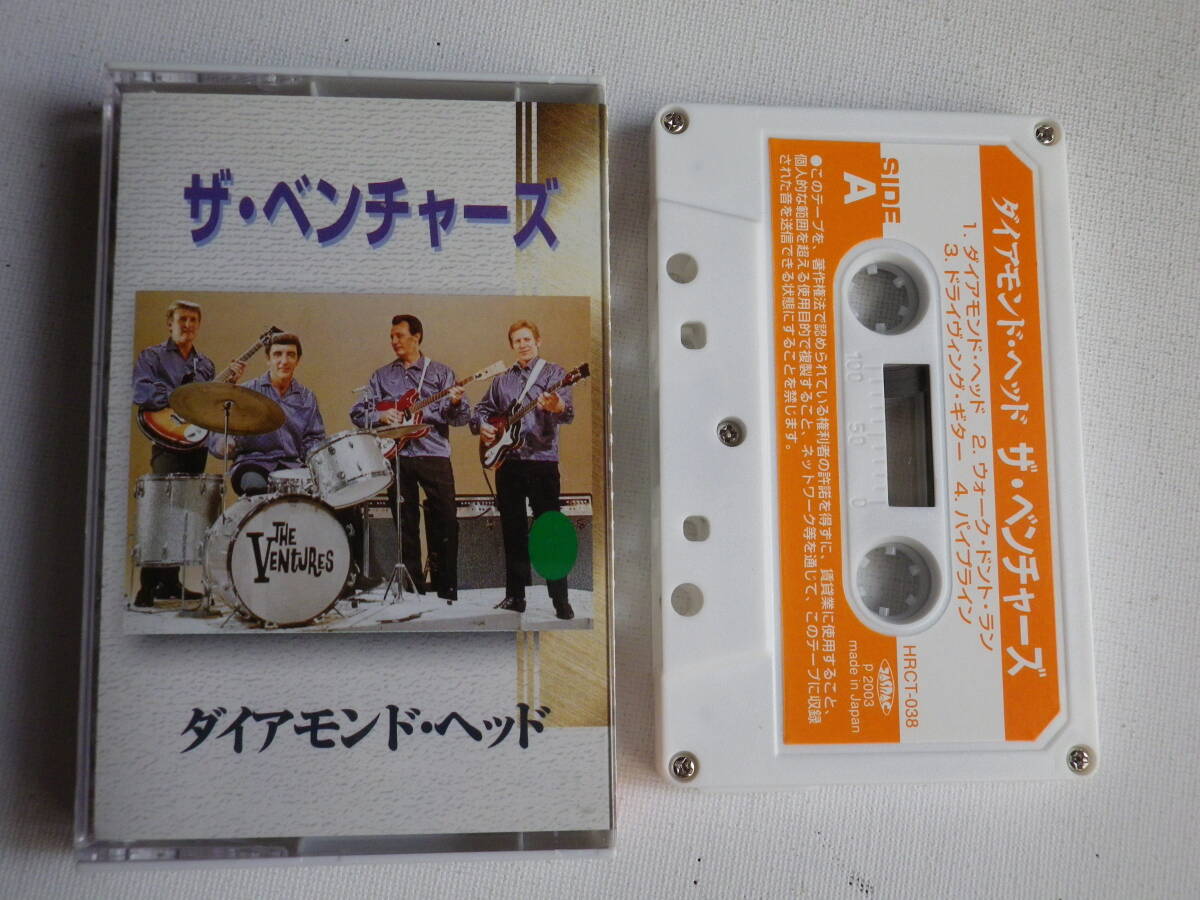 ザ・ベンチャーズ
THE
VENTURES
ダイアモンド・ヘッド
ダイアモンド・ヘッド ザ・ベンチャーズ
1. ダイアモンド・ヘッド 2. ウォーク・ドント・ラン
3. ドライヴィング・ギター 4. パイプライン
SIDE
A
100 50 0
HRCT-038
JASRAC
p 2003
made in Japan
●このテープを、著作権法で認められている権利者の許諾を得ずに、賃貸業に使用すること、
個人的な範囲を超える使用目的で複製すること、ネットワーク等を通じて、このテープに収録
された音を送信できる状態にすることを禁じます。